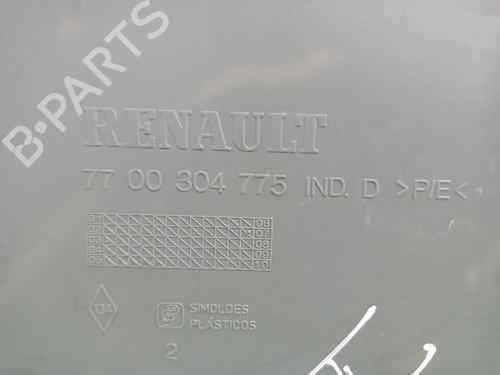 B-PARTS
RENAULT
77 00 304 775 IND. D >P/E<
01 06
02 07
03 08
04 09
05 10
134
SIMOLDES
PLÁSTICOS
2